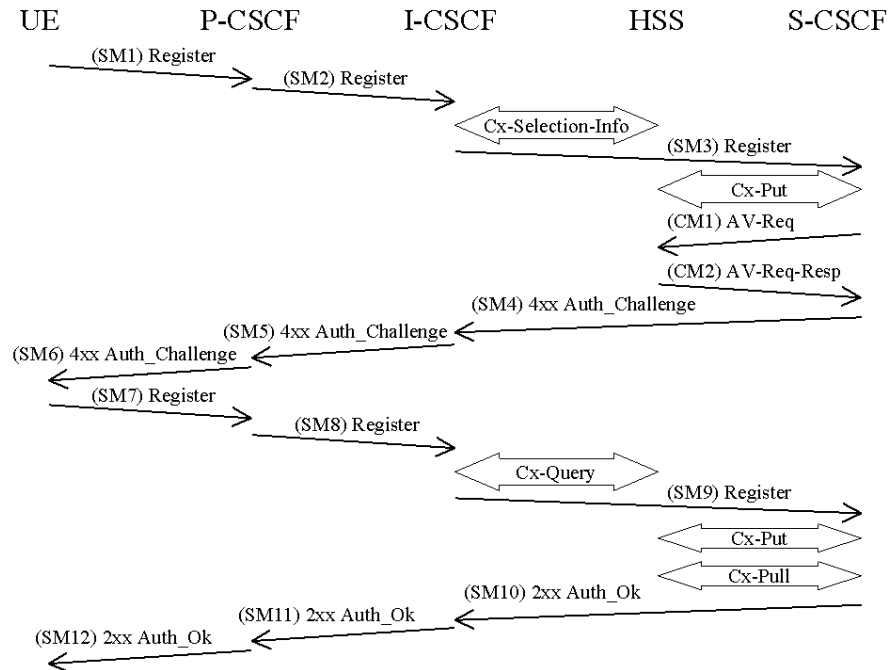 UE P-CSCF I-CSCF HSS S-CSCF
(SM1) Register
(SM2) Register
Cx-Selection-Info
(SM3) Register
Cx-Put
(CM1) AV-Req
(CM2) AV-Req-Resp
(SM4) 4xx Auth_Challenge
(SM5) 4xx Auth_Challenge
(SM6) 4xx Auth_Challenge
(SM7) Register
(SM8) Register
Cx-Query
(SM9) Register
Cx-Put
Cx-Pull
(SM10) 2xx Auth_Ok
(SM11) 2xx Auth_Ok
(SM12) 2xx Auth_Ok